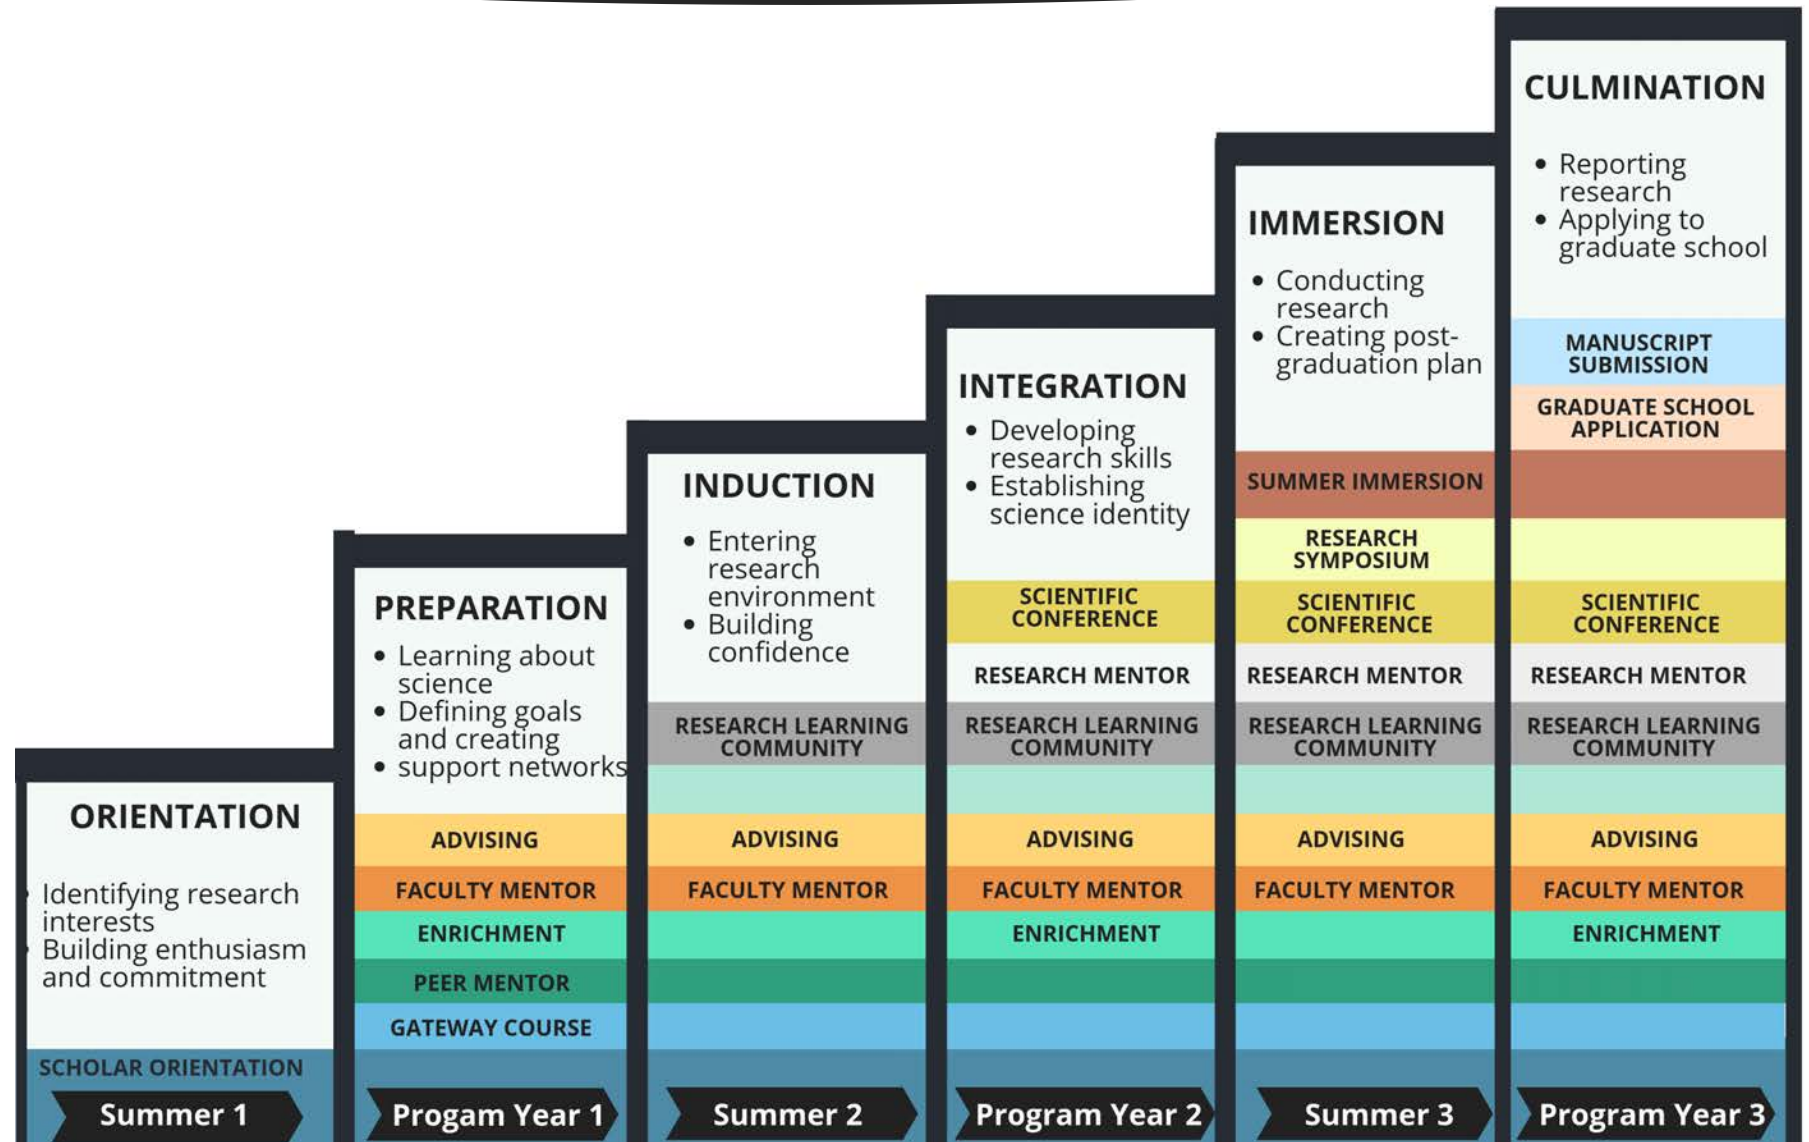 ORIENTATION
Identifying research
interests
Building enthusiasm
and commitment
SCHOLAR ORIENTATION
Summer 1
PREPARATION
• Learning about
science
• Defining goals
and creating
• support networks
ADVISING
FACULTY MENTOR
ENRICHMENT
PEER MENTOR
GATEWAY COURSE
Progam Year 1
INDUCTION
• Entering
research
environment
• Building
confidence
RESEARCH LEARNING
COMMUNITY
ADVISING
FACULTY MENTOR
Summer 2
INTEGRATION
• Developing
research skills
• Establishing
science identity
SCIENTIFIC
CONFERENCE
RESEARCH MENTOR
RESEARCH LEARNING
COMMUNITY
ADVISING
FACULTY MENTOR
ENRICHMENT
Program Year 2
IMMERSION
• Conducting
research
• Creating post-
graduation plan
SUMMER IMMERSION
RESEARCH
SYMPOSIUM
SCIENTIFIC
CONFERENCE
RESEARCH MENTOR
RESEARCH LEARNING
COMMUNITY
ADVISING
FACULTY MENTOR
Summer 3
CULMINATION
• Reporting
research
• Applying to
graduate school
MANUSCRIPT
SUBMISSION
GRADUATE SCHOOL
APPLICATION
SCIENTIFIC
CONFERENCE
RESEARCH MENTOR
RESEARCH LEARNING
COMMUNITY
ADVISING
FACULTY MENTOR
ENRICHMENT
Program Year 3